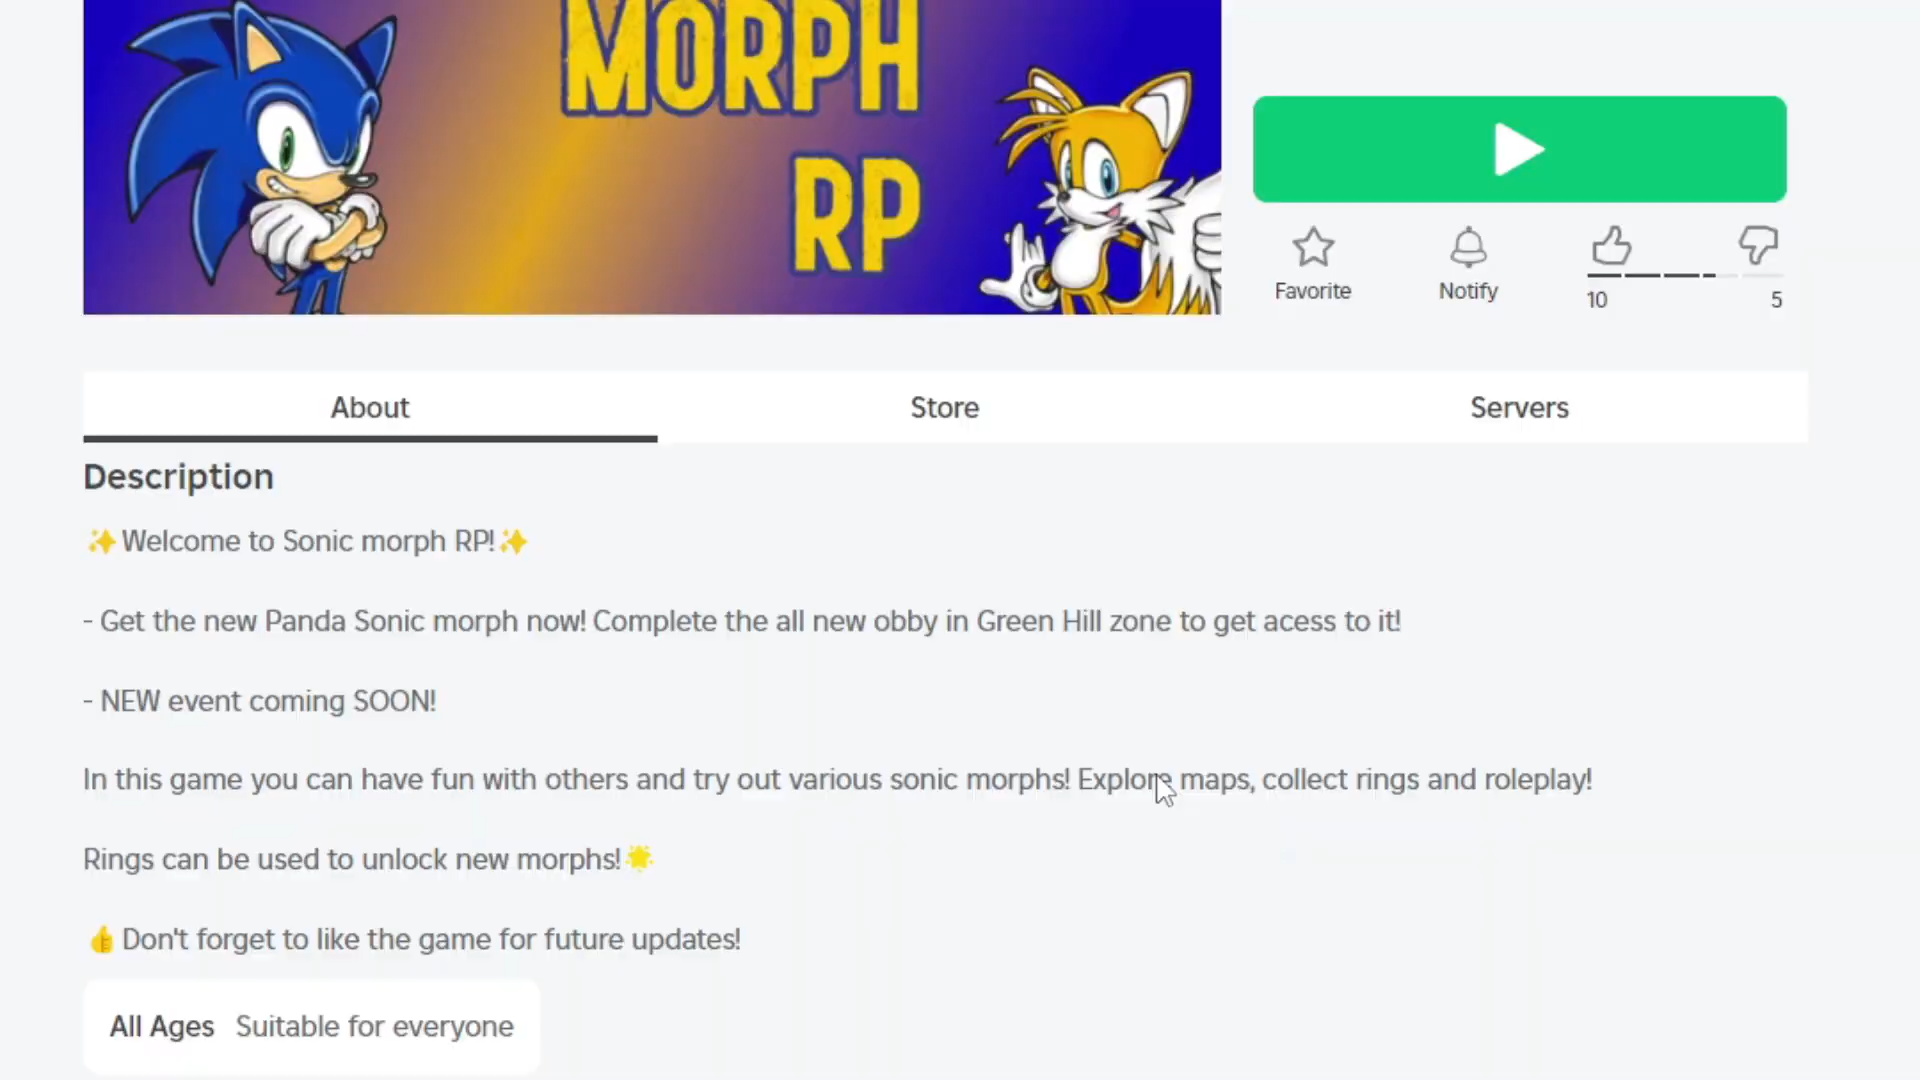 MORPH
RP
Favorite
Notify
10
5
About
Store
Servers
Description
✨Welcome to Sonic morph RP!✨
- Get the new Panda Sonic morph now! Complete the all new obby in Green Hill zone to get acess to it!
- NEW event coming SOON!
In this game you can have fun with others and try out various sonic morphs! Explore maps, collect rings and roleplay!
Rings can be used to unlock new morphs!🌟
👍Don't forget to like the game for future updates!
All Ages Suitable for everyone